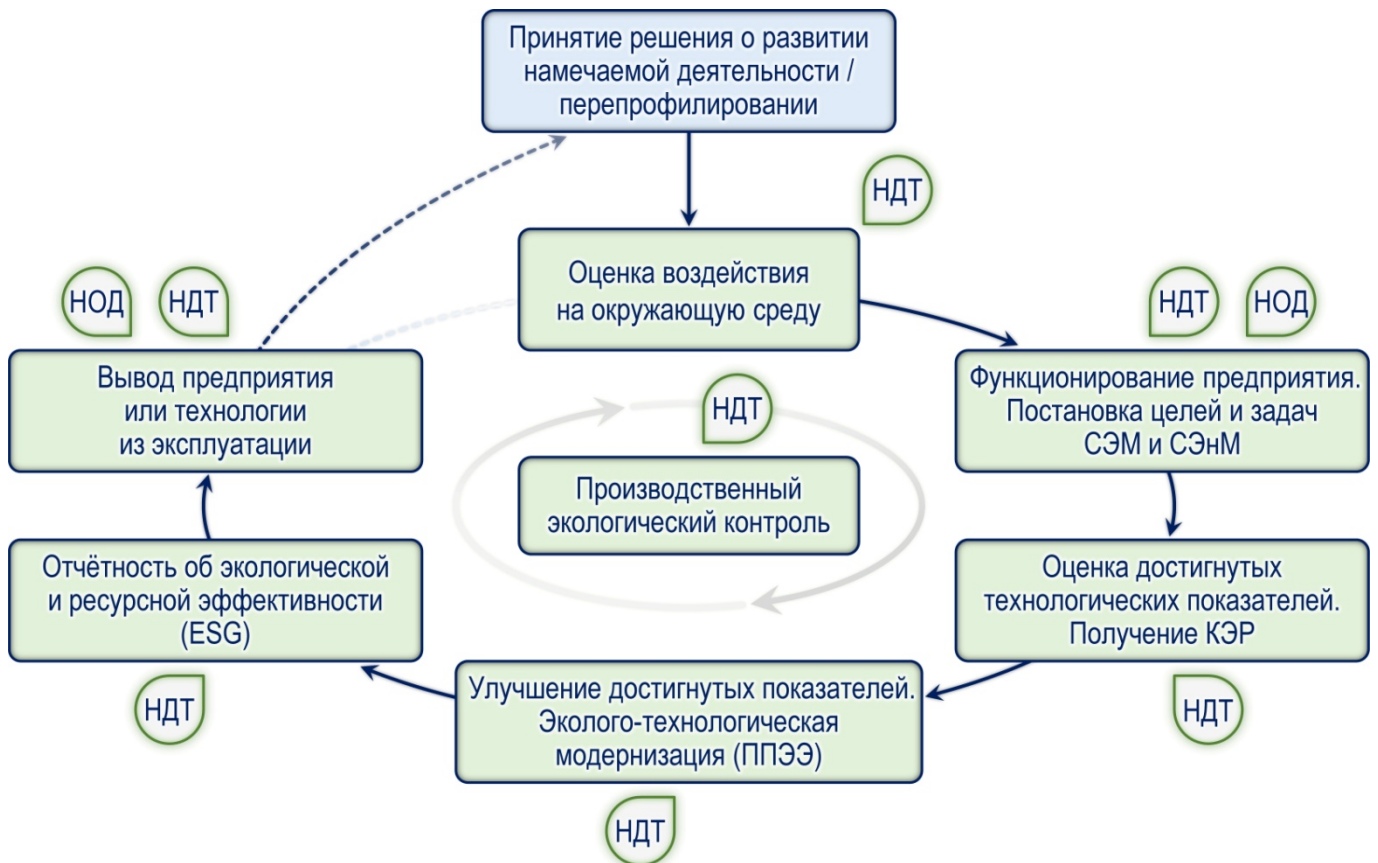 Принятие решения о развитии
намечаемой деятельности /
перепрофилировании
НДТ
Оценка воздействия
на окружающую среду
НДТ
НОД
Функционирование предприятия.
Постановка целей и задач
СЭМ и СЭнМ
Оценка достигнутых
технологических показателей.
Получение КЭР
НДТ
Улучшение достигнутых показателей.
Эколого-технологическая
модернизация (ППЭЭ)
НДТ
Отчётность об экологической
и ресурсной эффективности
(ESG)
НДТ
НОД
НДТ
Вывод предприятия
или технологии
из эксплуатации
НДТ
Производственный
экологический контроль